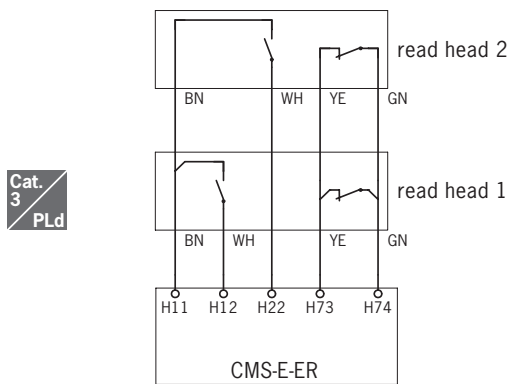 read head 2
BN WH YE GN
Cat.
3
PLd
read head 1
BN WH YE GN
H11 H12 H22 H73 H74
CMS-E-ER